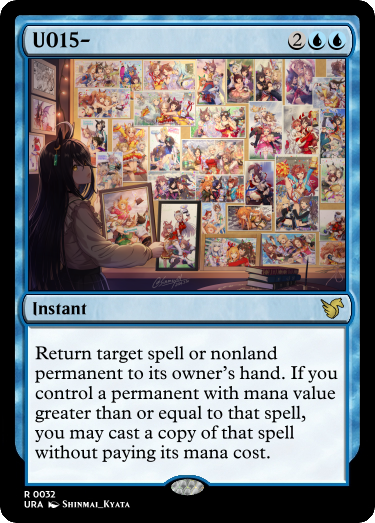 U015-
2
Instant
Return target spell or nonland
permanent to its owner's hand. If you
control a permanent with mana value
greater than or equal to that spell,
you may cast a copy of that spell
without paying its mana cost.
R 0032
URA Shinmai_Kyata